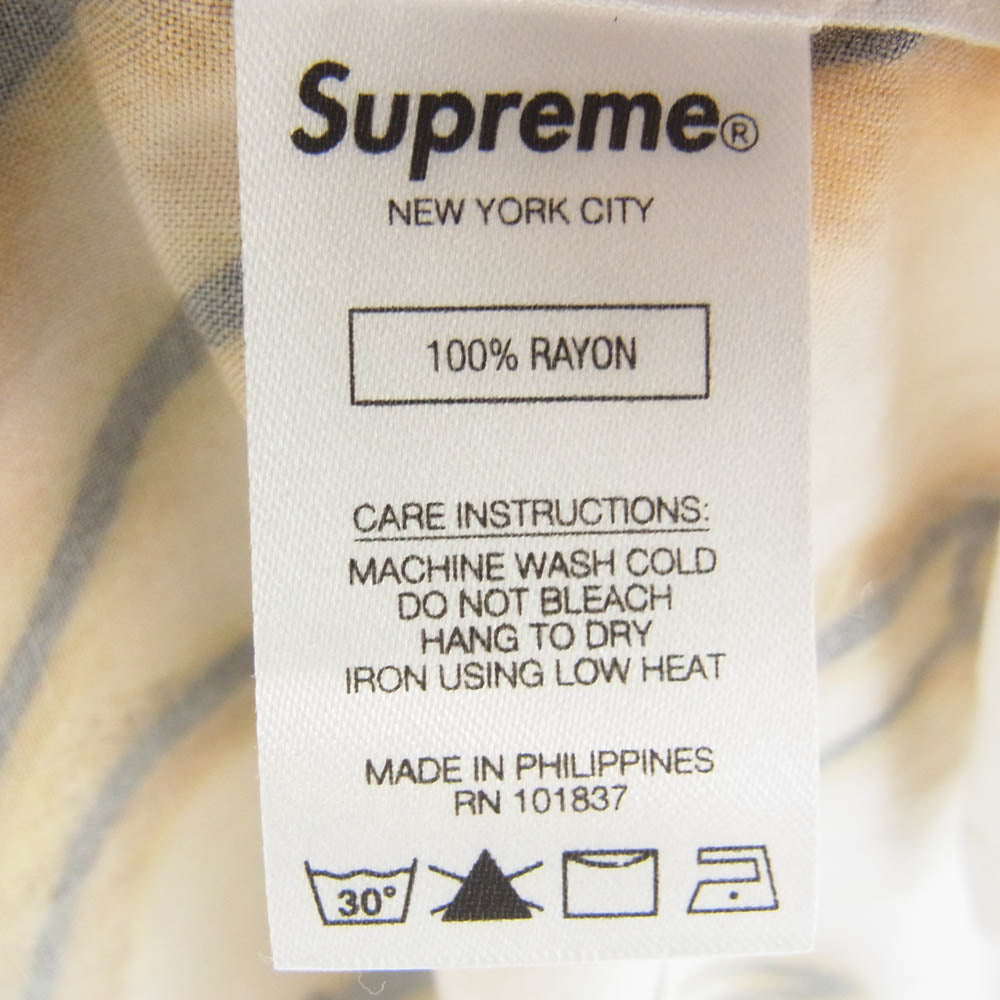 Supreme®
NEW YORK CITY
100% RAYON
CARE INSTRUCTIONS:
MACHINE WASH COLD
DO NOT BLEACH
HANG TO DRY
IRON USING LOW HEAT
MADE IN PHILIPPINES
RN 101837
30°